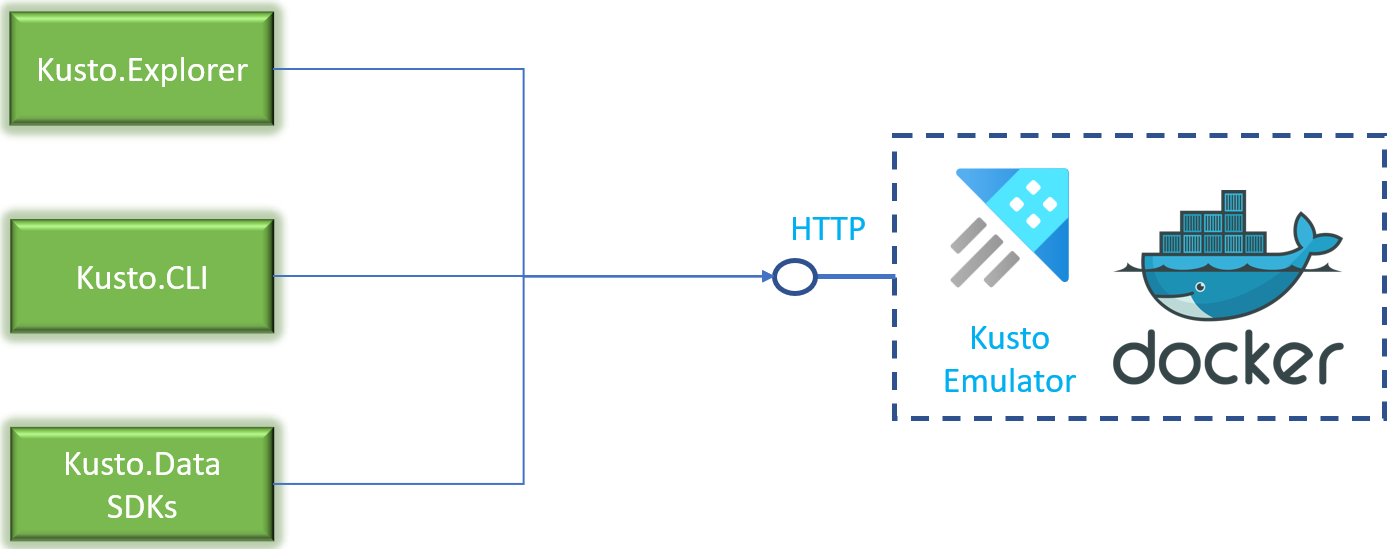 Kusto.Explorer
Kusto.CLI
Kusto.Data
SDKs
HTTP
Kusto
Emulator
docker